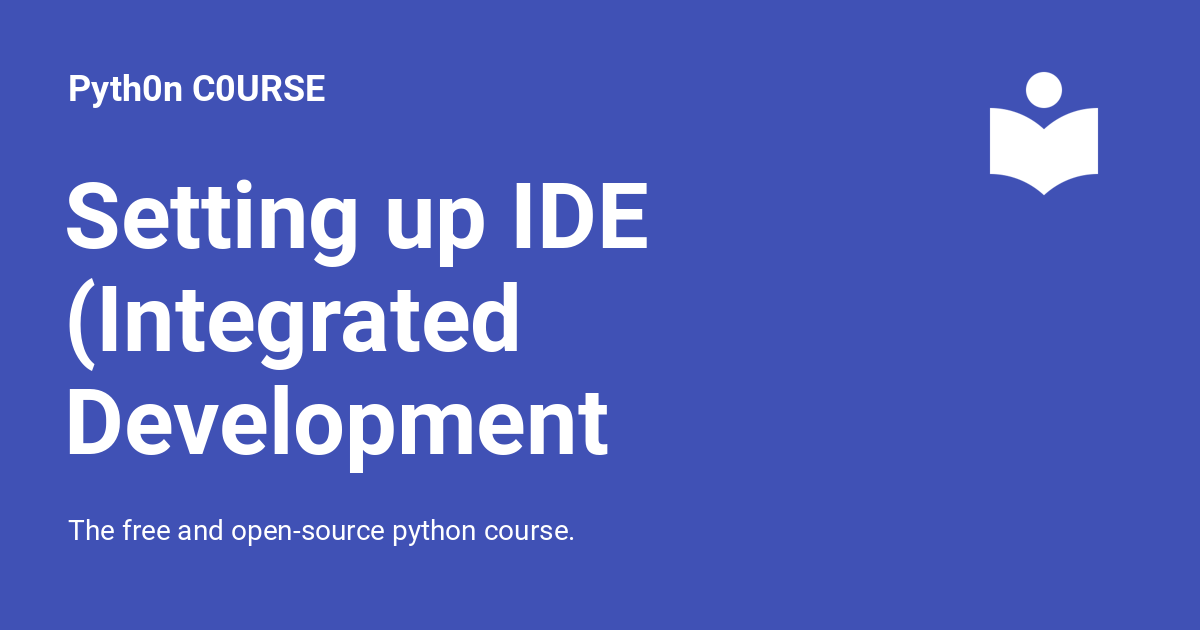 Pyth0n C0URSE
Setting up IDE
(Integrated
Development
The free and open-source python course.